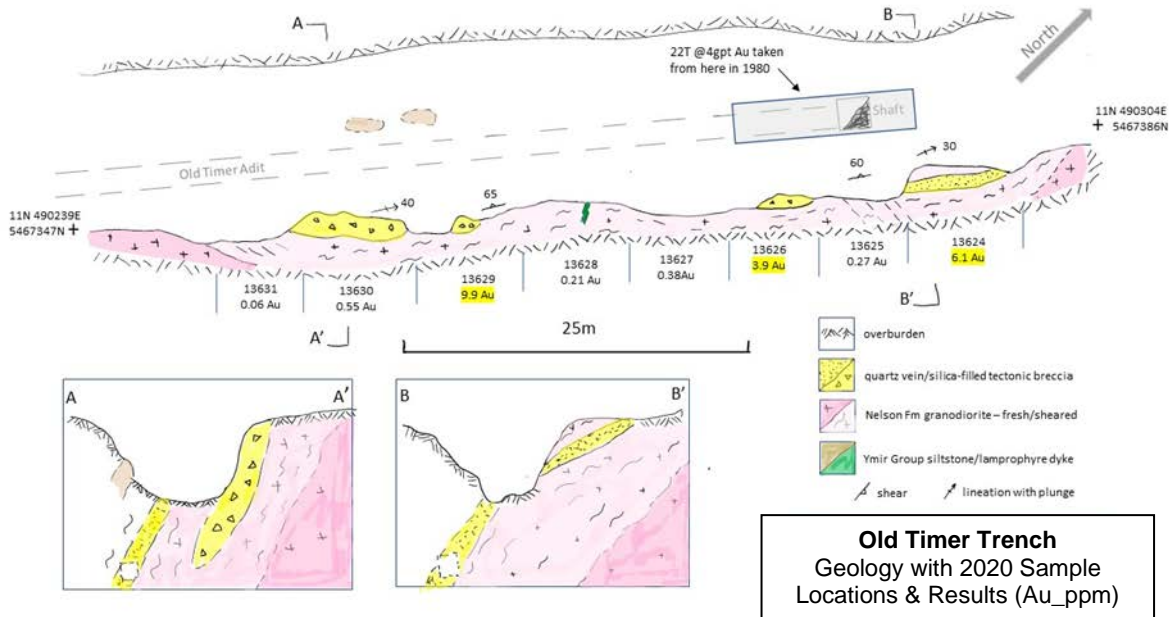 A
B
North
22T @4gpt Au taken
from here in 1980
Shaft
11N 490304E
5467386N
Old Timer Adit
30
60
65
40
11N 490239E
5467347N
13631
0.06 Au
13630
0.55 Au
13629
9.9 Au
13628
0.21 Au
13627
0.38Au
13626
3.9 Au
13625
0.27 Au
13624
6.1 Au
A'
B'
25m
overburden
quartz vein/silica-filled tectonic breccia
Nelson Fm granodiorite – fresh/sheared
Ymir Group siltstone/lamprophyre dyke
shear
lineation with plunge
A
A'
B
B'
Old Timer Trench
Geology with 2020 Sample
Locations & Results (Au_ppm)